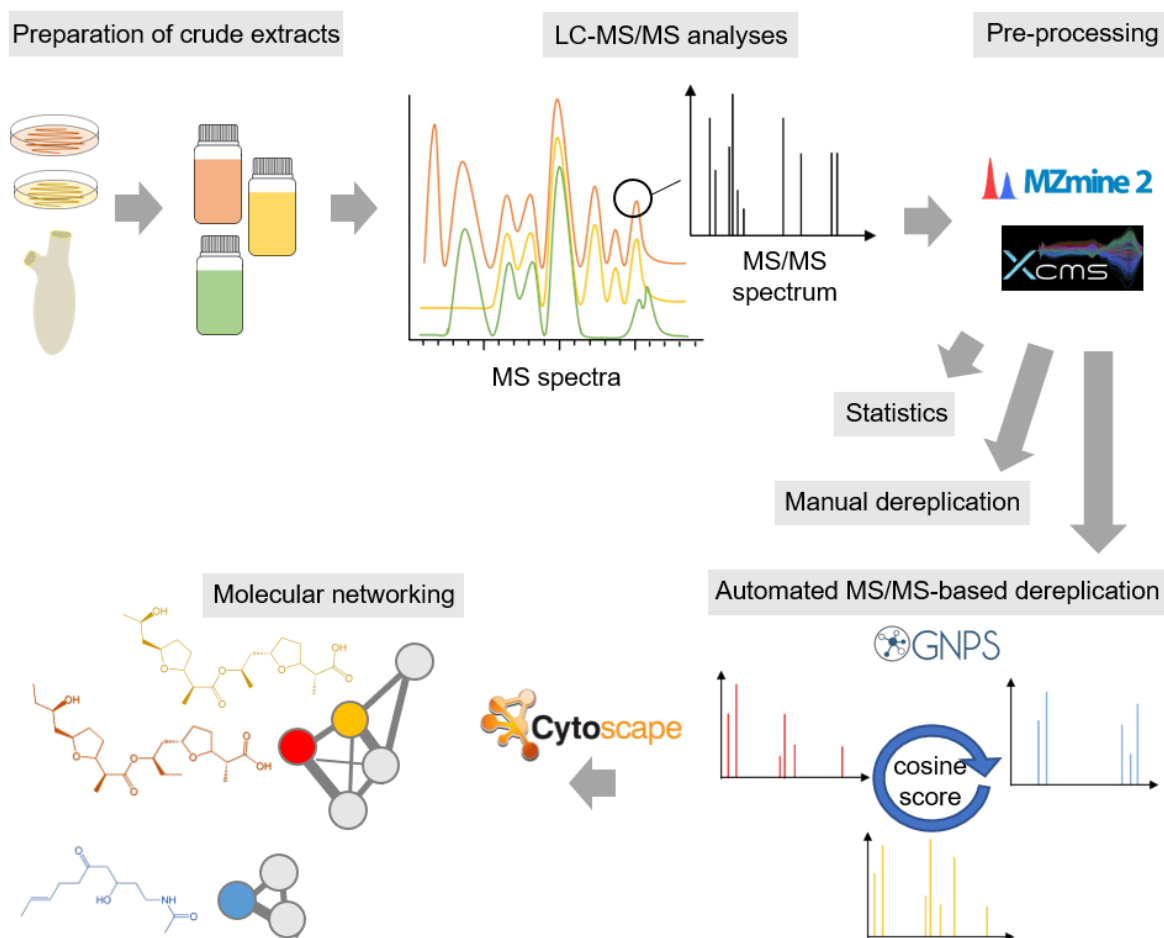 Preparation of crude extracts
LC-MS/MS analyses
Pre-processing
MZmine 2
Xcms
MS/MS
spectrum
MS spectra
Statistics
Manual dereplication
Automated MS/MS-based dereplication
GNPS
cosine
score
Molecular networking
Cytoscape
OH
O
O
O
O
OH
O
OH
O
O
O
O
OH
O
O
HO
NH
O